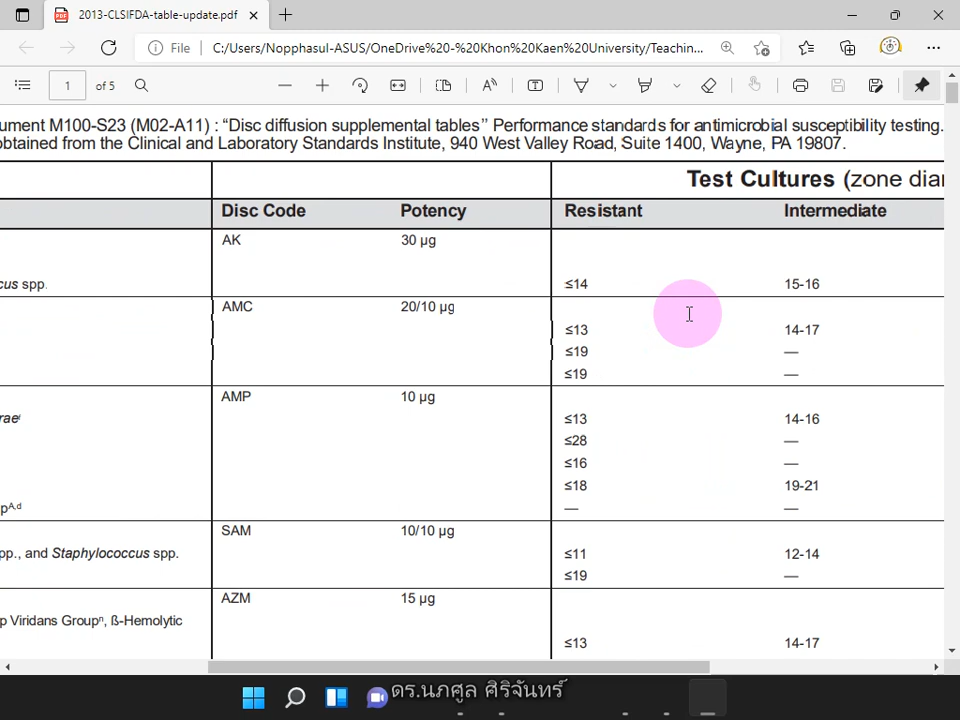 2013-CLSIFDA-table-update.pdf
File C:/Users/Nopphasul-ASUS/OneDrive%20-%20Khon%20Kaen%20University/Teachin...
1 of 5
ument M100-S23 (M02-A11) : “Disc diffusion supplemental tables” Performance standards for antimicrobial susceptibility testing.
obtained from the Clinical and Laboratory Standards Institute, 940 West Valley Road, Suite 1400, Wayne, PA 19807.
Test Cultures (zone dian
Disc Code Potency Resistant Intermediate
AK 30 µg
cus spp. ≤14 15-16
AMC 20/10 µg
≤13 14-17
≤19 —
≤19 —
AMP 10 µg
raeⁱ ≤13 14-16
≤28 —
≤16 —
≤18 19-21
pA,d — —
SAM 10/10 µg
pp., and Staphylococcus spp. ≤11 12-14
≤19 —
AZM 15 µg
p Viridans Groupⁿ, ß-Hemolytic
≤13 14-17
ดร.นภศูล ศิริจันทร์